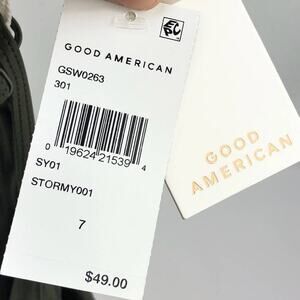 GOOD AMERICAN
GSW0263
301
0 19624 21539 4
SY01
STORMY001
7
$49.00
GOOD
AMERICAN